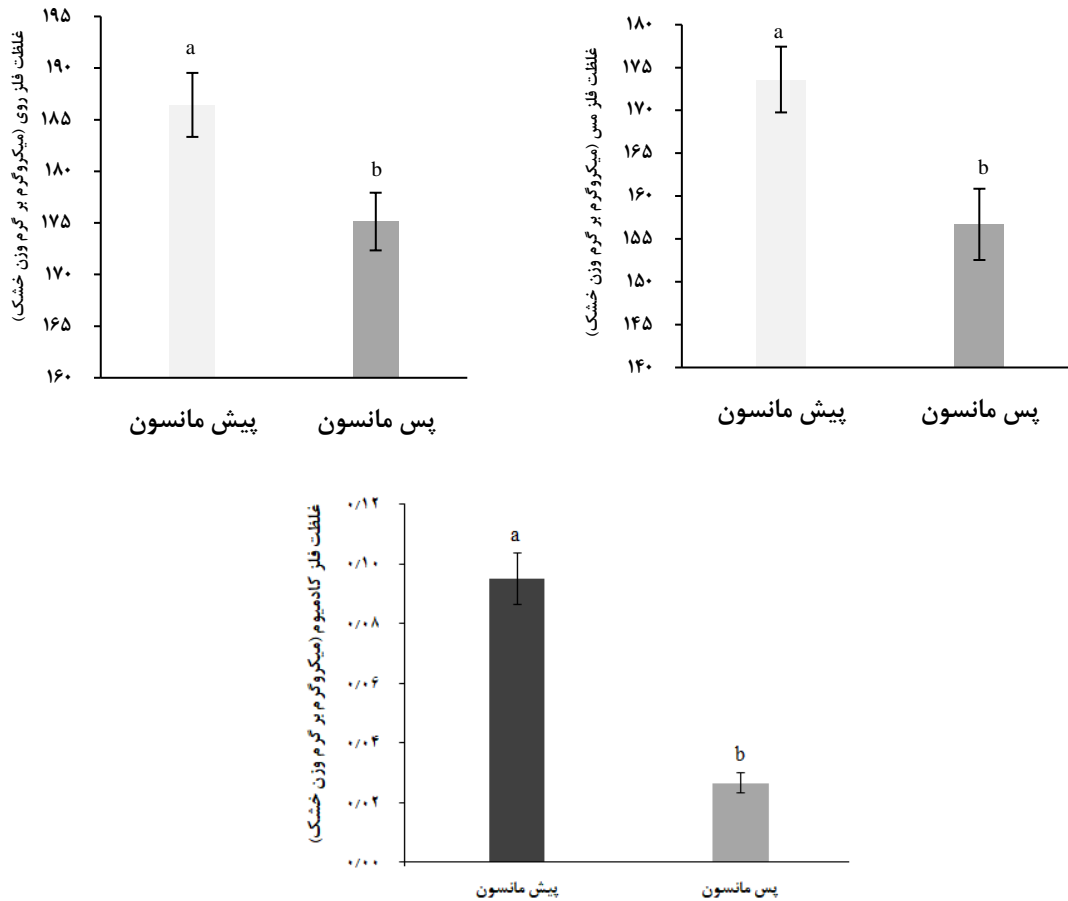 غلظت فلز روی (میکروگرم بر گرم وزن خشک)
۱۹۵
۱۹۰
۱۸۵
۱۸۰
۱۷۵
۱۷۰
۱۶۵
۱۶۰
a
b
پیش مانسون
پس مانسون
غلظت فلز مس (میکروگرم بر گرم وزن خشک)
۱۸۰
۱۷۵
۱۷۰
۱۶۵
۱۶۰
۱۵۵
۱۵۰
۱۴۵
۱۴۰
a
b
پیش مانسون
پس مانسون
غلظت فلز کادمیوم (میکروگرم بر گرم وزن خشک)
۰/۱۲
۰/۱۰
۰/۰۸
۰/۰۶
۰/۰۴
۰/۰۲
۰/۰۰
a
b
پیش مانسون
پس مانسون